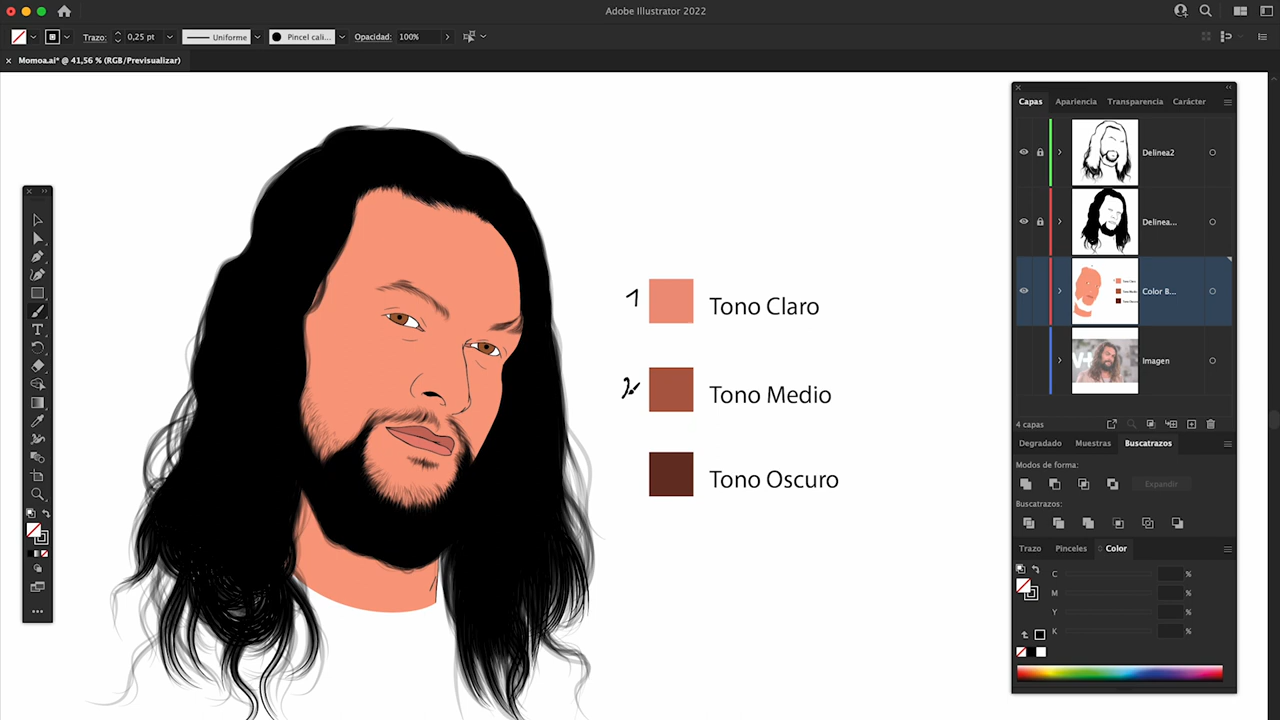 Adobe Illustrator 2022
Trazo: 0,25 pt Uniforme Pincel cali... Opacidad: 100%
× Momoa.ai* @ 41,56 % (RGB/Previsualizar)
Capas Apariencia Transparencia Carácter
Delinea2
Delinea...
Color B...
Imagen
4 capas
1 Tono Claro
2. Tono Medio
Tono Oscuro
Degradado Muestras Buscatrazos
Modos de forma:
Expandir
Buscatrazos:
Trazo Pinceles Color
C %
M %
Y %
K %